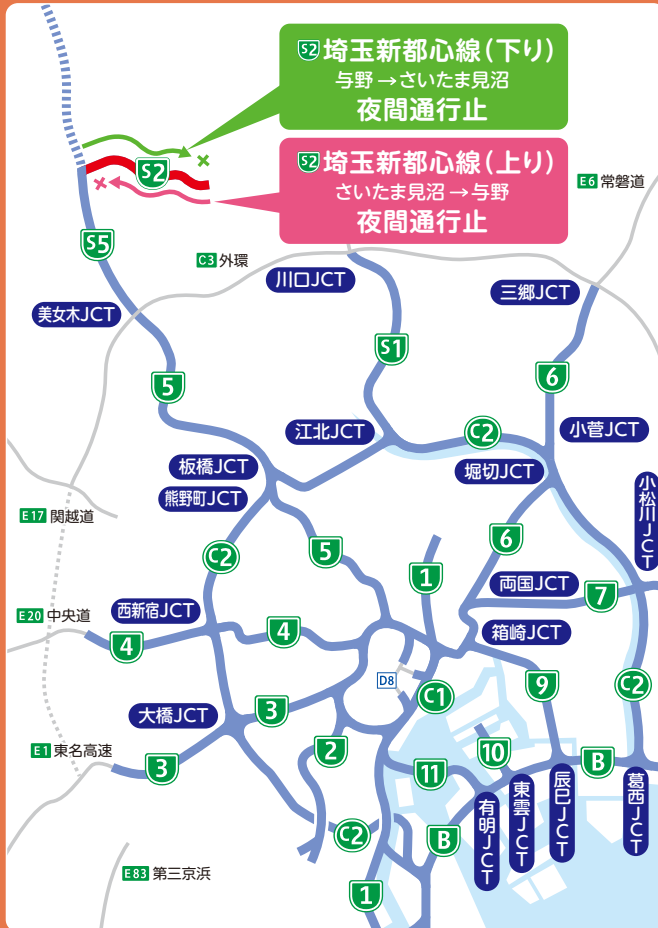 S2 埼玉新都心線(下り)
与野→さいたま見沼
夜間通行止
S2 埼玉新都心線(上り)
さいたま見沼→与野
夜間通行止
S2
E6 常磐道
S5
C3 外環
川口JCT
三郷JCT
美女木JCT
S1
5
6
江北JCT
C2
小菅JCT
板橋JCT
堀切JCT
熊野町JCT
小松川JCT
E17 関越道
C2
5
6
1
両国JCT
7
E20 中央道
西新宿JCT
4
4
箱崎JCT
D8
C1
9
C2
大橋JCT
3
2
10
E1 東名高速
3
11
B
有明JCT
東雲JCT
辰巳JCT
葛西JCT
C2
B
E83 第三京浜
1